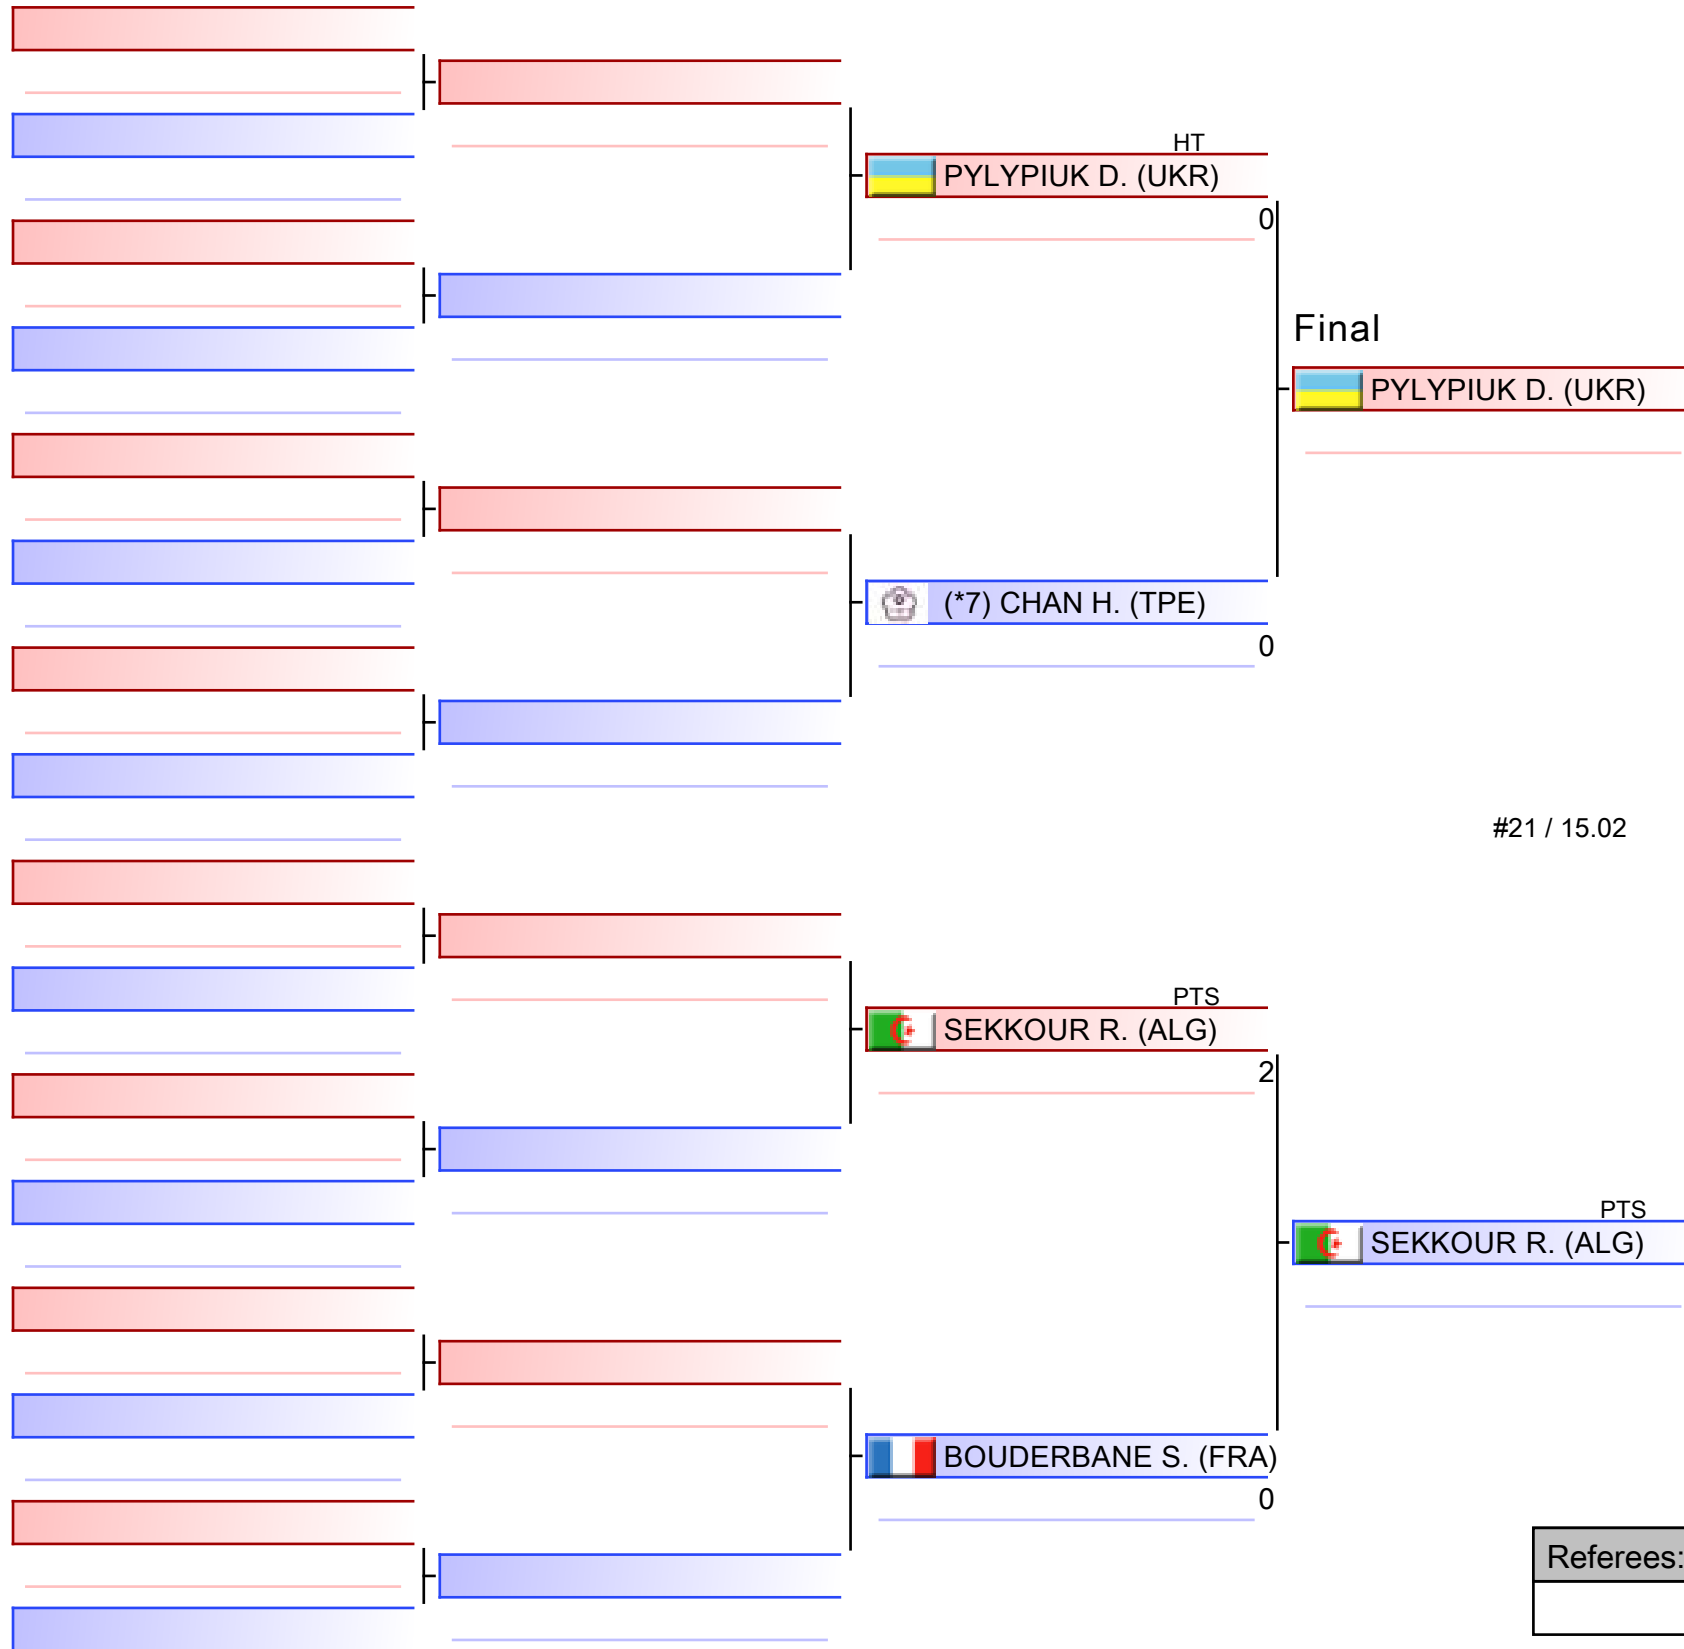 HT
PYLYPIUK D. (UKR)
0
Final
PYLYPIUK D. (UKR)
(*7) CHAN H. (TPE)
0
#21 / 15.02
PTS
SEKKOUR R. (ALG)
2
PTS
SEKKOUR R. (ALG)
BOUDERBANE S. (FRA)
0
Referees: